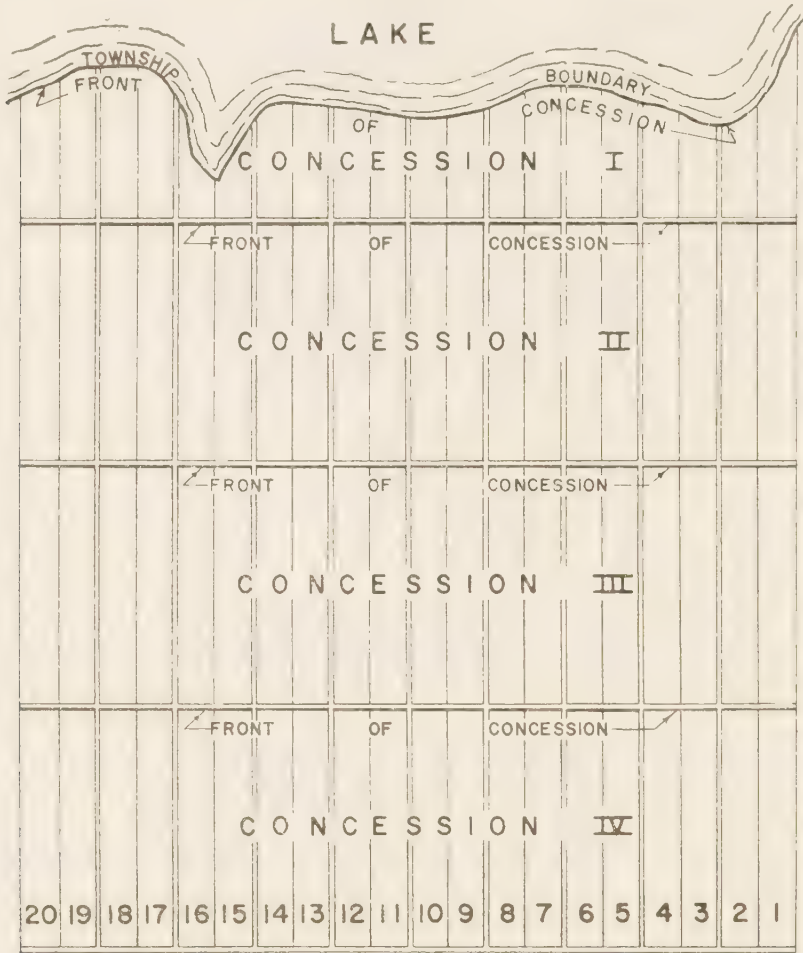 LAKE
TOWNSHIP BOUNDARY
FRONT OF CONCESSION
CONCESSION I
FRONT OF CONCESSION
CONCESSION II
FRONT OF CONCESSION
CONCESSION III
FRONT OF CONCESSION
CONCESSION IV
20 19 18 17 16 15 14 13 12 11 10 9 8 7 6 5 4 3 2 1